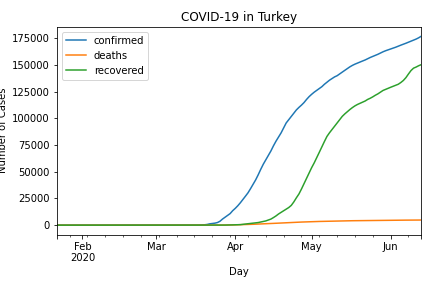 COVID-19 in Turkey
confirmed
deaths
recovered
175000
150000
125000
100000
75000
50000
25000
0
Number of Cases
Feb
2020
Mar
Apr
May
Jun
Day